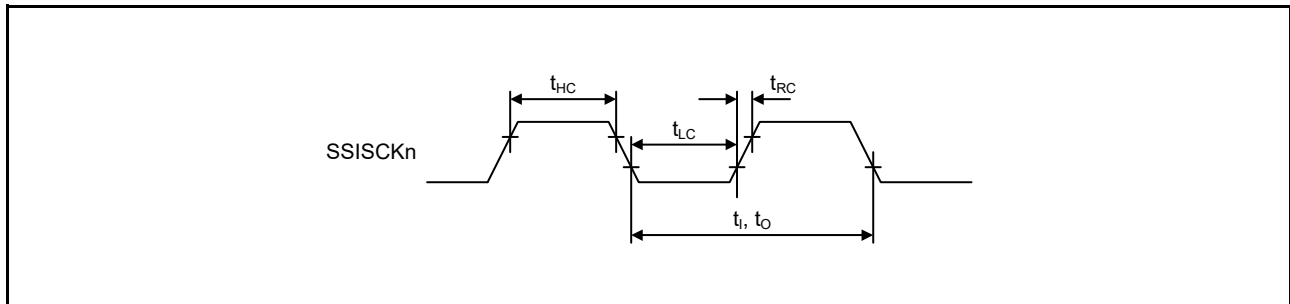 tHC
tRC
tLC
SSISCKn
tI, tO